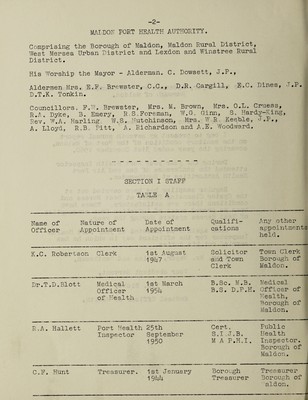 -2-
MALDON PORT HEALTH AUTHORITY.
Comprising the Borough of Maldon, Maldon Rural District,
West Mersea Urban District and Lexden and Winstree Rural
District.
His Worship the Mayor - Alderman. C. Dowsett, J.P.,
Aldermen Mrs. E.F. Brewster, C.C., D.R. Cargill, E.C. Dines, J.P.
D.T.K. Tonkin.
Councillors. F.W. Brewster, Mrs. M. Brown, Mrs. O.L. Cruess,
R.A. Dyke, B. Emery, R.S. Foreman, W.G. Ginn, S. Hardy-King,
Rev. W.A. Marling. W.S. Hutchinson, Mrs. W.R. Keeble, J.P.,
A. Lloyd, R.B. Pitt, A. Richardson and A.E. Woodward.
SECTION I STAFF
TABLE A
Name of Nature of Date of Qualifi- Any other
Officer Appointment Appointment cations appointments
held.
K.C. Robertson Clerk 1st August Solicitor Town Clerk
1947 and Town Borough of
Clerk Maldon.
Dr.T.D.Blott Medical 1st March B.Sc. M.B. Medical
Officer 1954 B.S. D.P.H. Officer of
of Health Health,
Borough of
Maldon.
R.A. Hallett Port Health 25th Cert. Public
Inspector September S.I.J.B. Health
1950 M A P.H.I. Inspector.
Borough of
Maldon.
C.F. Hunt Treasurer. 1st January Borough Treasurer
1944 Treasurer Borough of
Maldon.